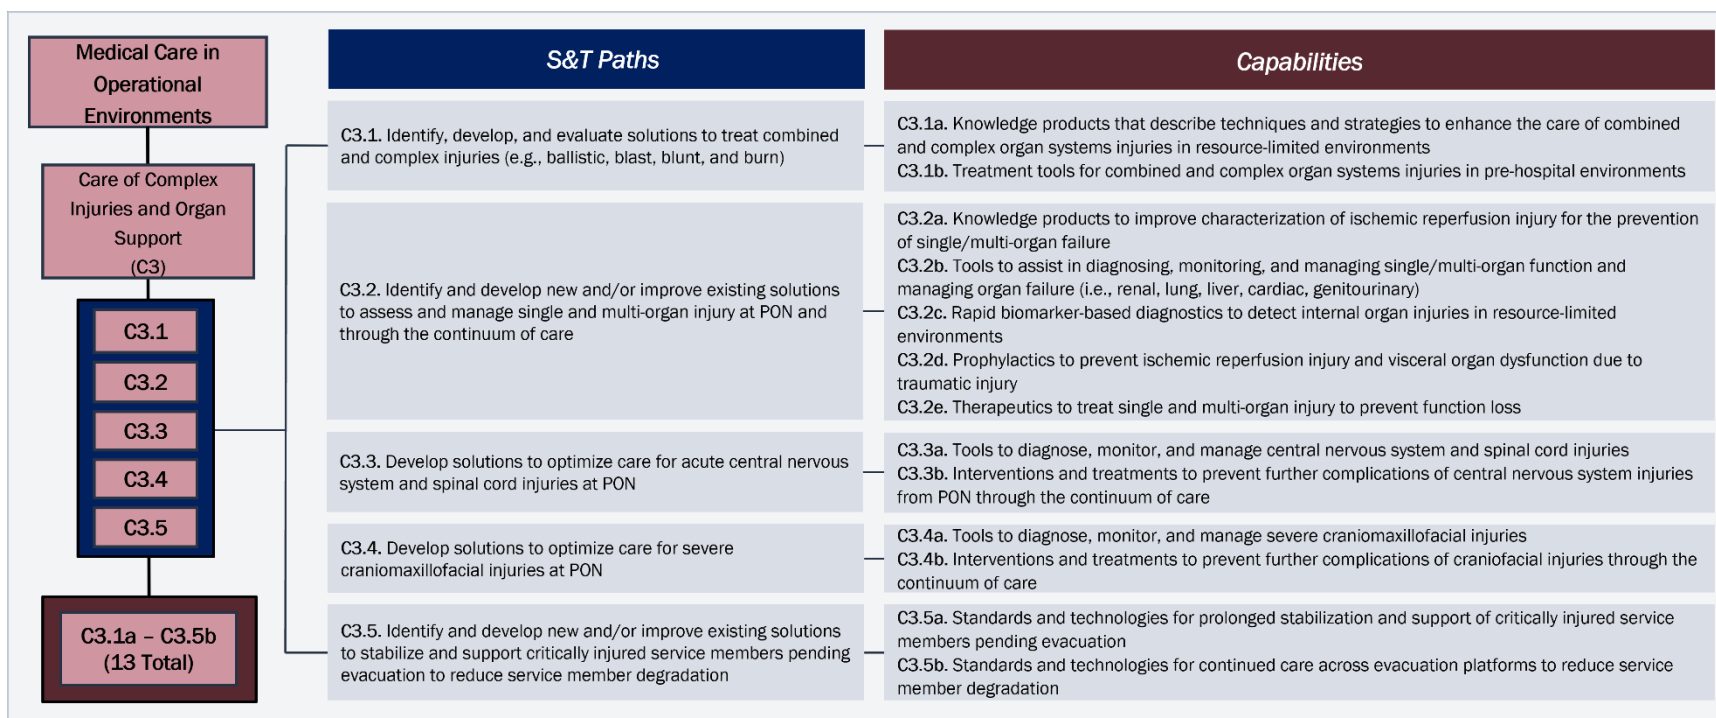 Medical Care in
Operational
Environments
Care of Complex
Injuries and Organ
Support
(C3)
C3.1
C3.2
C3.3
C3.4
C3.5
C3.1a – C3.5b
(13 Total)
S&T Paths
Capabilities
C3.1. Identify, develop, and evaluate solutions to treat combined
and complex injuries (e.g., ballistic, blast, blunt, and burn)
C3.1a. Knowledge products that describe techniques and strategies to enhance the care of combined
and complex organ systems injuries in resource-limited environments
C3.1b. Treatment tools for combined and complex organ systems injuries in pre-hospital environments
C3.2. Identify and develop new and/or improve existing solutions
to assess and manage single and multi-organ injury at PON and
through the continuum of care
C3.2a. Knowledge products to improve characterization of ischemic reperfusion injury for the prevention
of single/multi-organ failure
C3.2b. Tools to assist in diagnosing, monitoring, and managing single/multi-organ function and
managing organ failure (i.e., renal, lung, liver, cardiac, genitourinary)
C3.2c. Rapid biomarker-based diagnostics to detect internal organ injuries in resource-limited
environments
C3.2d. Prophylactics to prevent ischemic reperfusion injury and visceral organ dysfunction due to
traumatic injury
C3.2e. Therapeutics to treat single and multi-organ injury to prevent function loss
C3.3. Develop solutions to optimize care for acute central nervous
system and spinal cord injuries at PON
C3.3a. Tools to diagnose, monitor, and manage central nervous system and spinal cord injuries
C3.3b. Interventions and treatments to prevent further complications of central nervous system injuries
from PON through the continuum of care
C3.4. Develop solutions to optimize care for severe
craniomaxillofacial injuries at PON
C3.4a. Tools to diagnose, monitor, and manage severe craniomaxillofacial injuries
C3.4b. Interventions and treatments to prevent further complications of craniofacial injuries through the
continuum of care
C3.5. Identify and develop new and/or improve existing solutions
to stabilize and support critically injured service members pending
evacuation to reduce service member degradation
C3.5a. Standards and technologies for prolonged stabilization and support of critically injured service
members pending evacuation
C3.5b. Standards and technologies for continued care across evacuation platforms to reduce service
member degradation